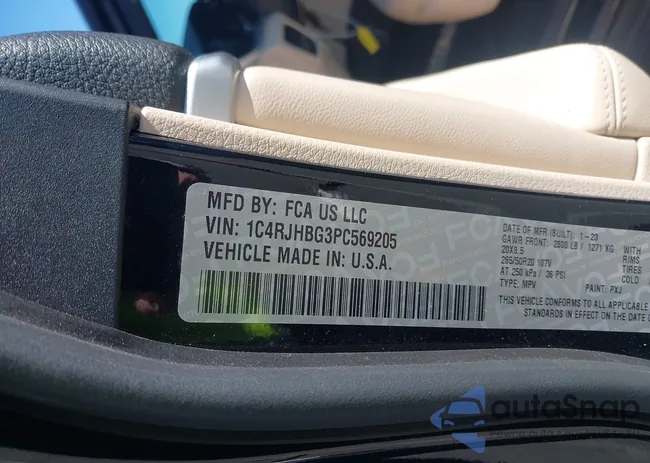 MFD BY: FCA US LLC
VIN: 1C4RJHBG3PC569205
VEHICLE MADE IN: U.S.A.
DATE OF MFR (BUILT): 1-23
GAWR FRONT: 2800 LB / 1271 KG WITH
20X8.5 RIMS
265/50R20 107V TIRES
AT 250 kPa / 36 PSI COLD
TYPE: MPV PAINT: PXJ
THIS VEHICLE CONFORMS TO ALL APPLICABLE
STANDARDS IN EFFECT ON THE DATE
autoSnap